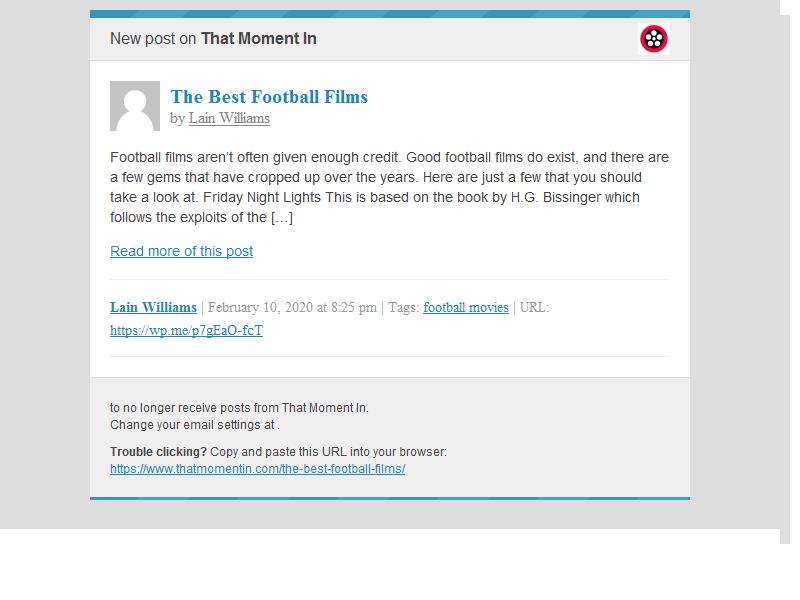 New post on That Moment In
The Best Football Films
by Lain Williams
Football films aren't often given enough credit. Good football films do exist, and there are
a few gems that have cropped up over the years. Here are just a few that you should
take a look at. Friday Night Lights This is based on the book by H.G. Bissinger which
follows the exploits of the […]
Read more of this post
Lain Williams | February 10, 2020 at 8:25 pm | Tags: football movies | URL:
https://wp.me/p7gEaO-fcT
to no longer receive posts from That Moment In.
Change your email settings at .
Trouble clicking? Copy and paste this URL into your browser:
https://www.thatmomentin.com/the-best-football-films/